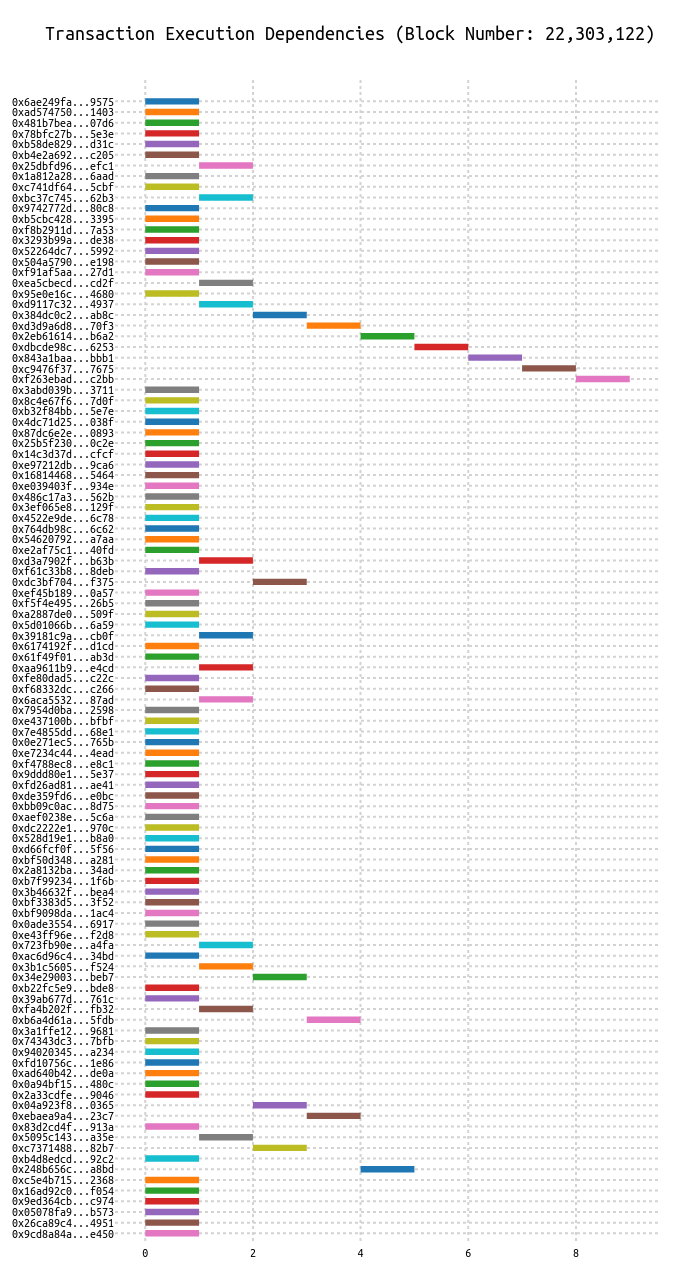 Transaction Execution Dependencies (Block Number: 22,303,122)
0x6ae249fa...9575
0xad574750...1403
0x481b7bea...07d6
0x78bfc27b...5e3e
0xb58de829...d31c
0xb4e2a692...c205
0x25dbfd96...efc1
0x1a812a28...6aad
0xc741df64...5cbf
0xbc37c745...62b3
0x9742772d...80c8
0xb5cbc428...3395
0xf8b2911d...7a53
0x3293b99a...de38
0x52264dc7...5992
0x504a5790...e198
0xf91af5aa...27d1
0xea5cbecd...cd2f
0x95e0e16c...4680
0xd9117c32...4937
0x384dc0c2...ab8c
0xd3d9a6d8...70f3
0x2eb61614...b6a2
0xdbcde98c...6253
0x843a1baa...bbb1
0xc9476f37...7675
0xf263ebad...c2bb
0x3abd039b...3711
0x8c4e67f6...7d0f
0xb32f84bb...5e7e
0x4dc71d25...038f
0x87dc6e2e...0893
0x25b5f230...0c2e
0x14c3d37d...cfcf
0xe97212db...9ca6
0x16814468...5464
0xe039403f...934e
0x486c17a3...562b
0x3ef065e8...129f
0x4522e9de...6c78
0x764db98c...6c62
0x54620792...a7aa
0xe2af75c1...40fd
0xd3a7902f...b63b
0xf61c33b8...8deb
0xdc3bf704...f375
0xef45b189...0a57
0xf5f4e495...26b5
0xa2887de0...509f
0x5d01066b...6a59
0x39181c9a...cb0f
0x6174192f...d1cd
0x61f49f01...ab3d
0xaa9611b9...e4cd
0xfe80dad5...c22c
0xf68332dc...c266
0x6aca5532...87ad
0x7954d0ba...2598
0xe437100b...bfbf
0x7e4855dd...68e1
0x0e271ec5...765b
0xe7234c44...4ead
0xf4788ec8...e8c1
0x9ddd80e1...5e37
0xfd26ad81...ae41
0xde359fd6...e0bc
0xbb09c0ac...8d75
0xaef0238e...5c6a
0xdc2222e1...970c
0x528d19e1...b8a0
0xd66fcf0f...5f56
0xbf50d348...a281
0x2a8132ba...34ad
0xb7f99234...1f6b
0x3b46632f...bea4
0xbf3383d5...3f52
0xbf9098da...1ac4
0x0ade3554...6917
0xe43ff96e...f2d8
0x723fb90e...a4fa
0xac6d96c4...34bd
0x3b1c5605...f524
0x34e29003...beb7
0xb22fc5e9...bde8
0x39ab677d...761c
0xfa4b202f...fb32
0xb6a4d61a...5fdb
0x3a1ffe12...9681
0x74343dc3...7bfb
0x94020345...a234
0xfd10756c...1e86
0xad640b42...de0a
0x0a94bf15...480c
0x2a33cdfe...9046
0x04a923f8...0365
0xebaea9a4...23c7
0x83d2cd4f...913a
0x5095c143...a35e
0xc7371488...82b7
0xb4d8edcd...92c2
0x248b656c...a8bd
0xc5e4b715...2368
0x16ad92c0...f054
0x9ed364cb...c974
0x05078fa9...b573
0x26ca89c4...4951
0x9cd8a84a...e450
0 2 4 6 8